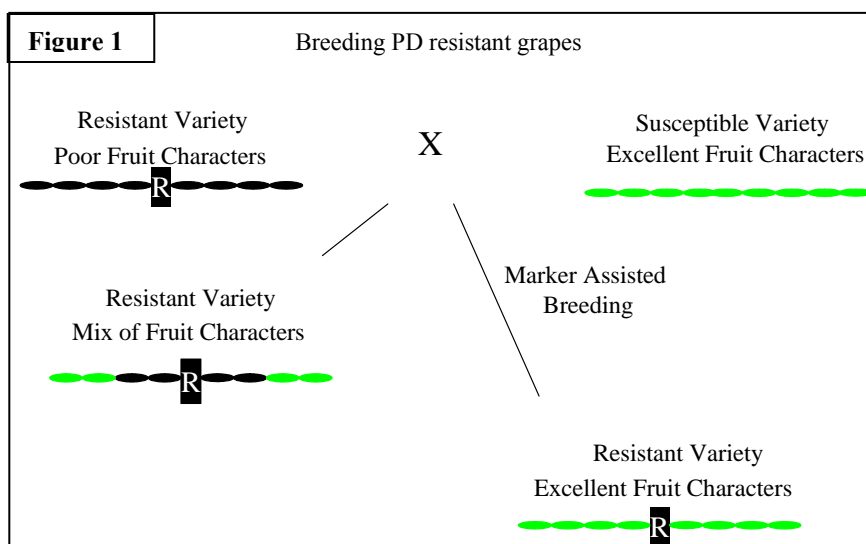 Figure 1
Breeding PD resistant grapes
Resistant Variety
Poor Fruit Characters
R
X
Susceptible Variety
Excellent Fruit Characters
Marker Assisted
Breeding
Resistant Variety
Mix of Fruit Characters
R
Resistant Variety
Excellent Fruit Characters
R